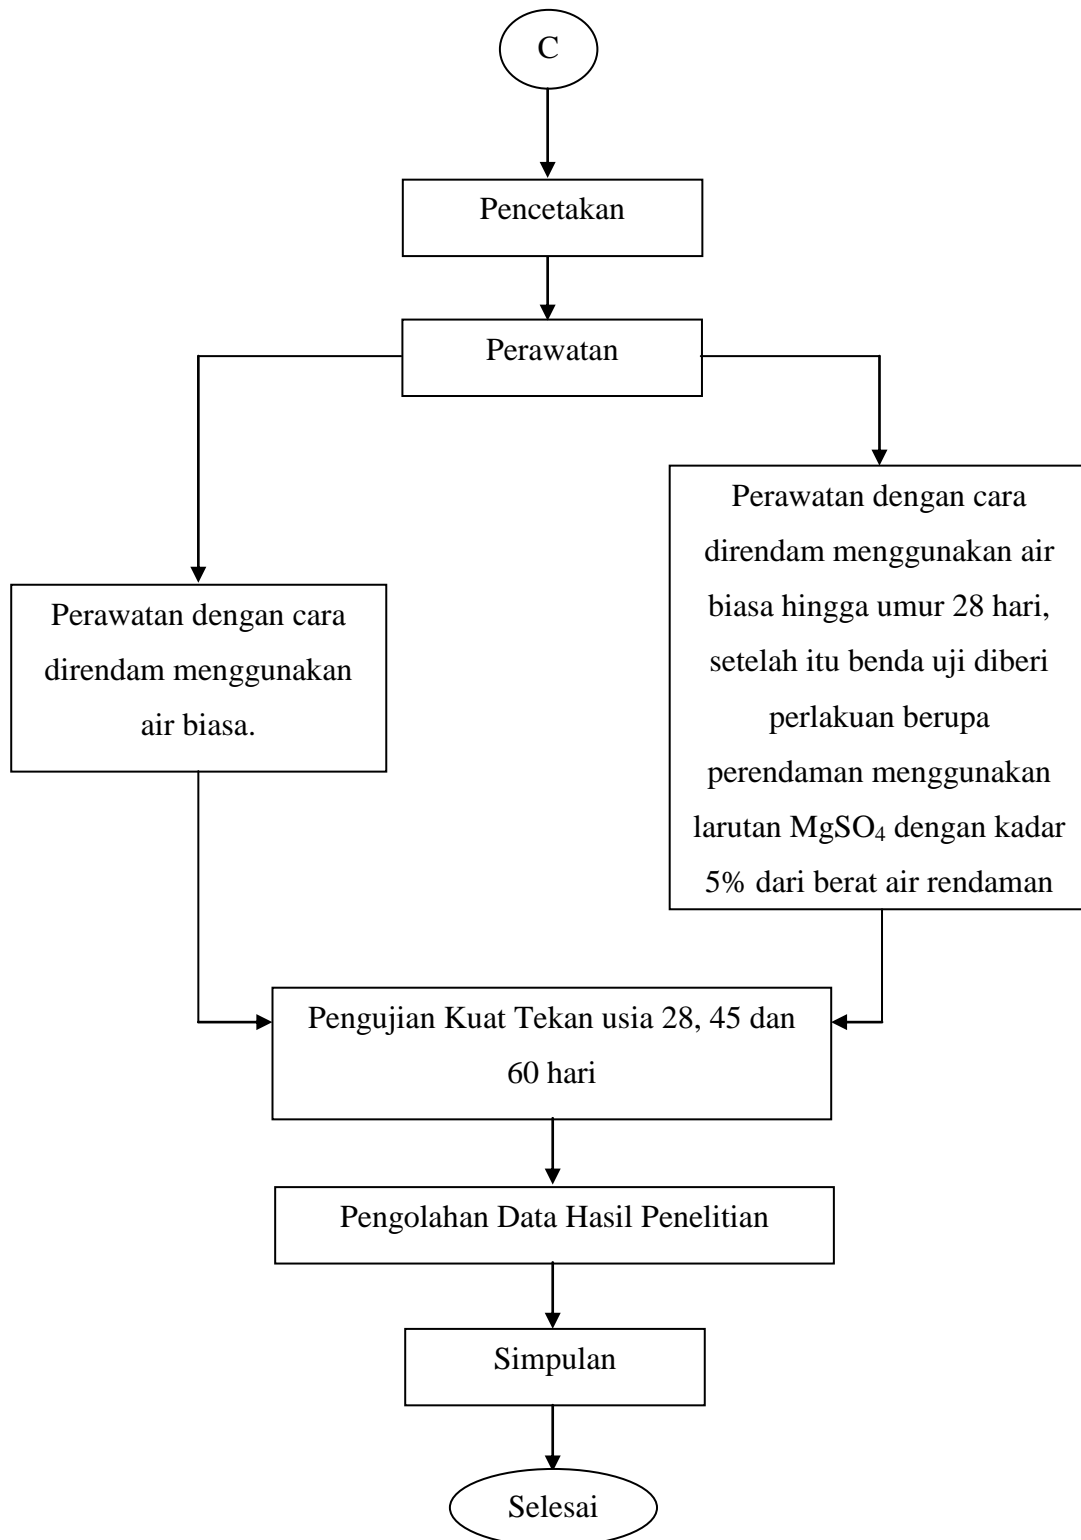 C
Pencetakan
Perawatan
Perawatan dengan cara
direndam menggunakan
air biasa.
Perawatan dengan cara
direndam menggunakan air
biasa hingga umur 28 hari,
setelah itu benda uji diberi
perlakuan berupa
perendaman menggunakan
larutan MgSO₄ dengan kadar
5% dari berat air rendaman
Pengujian Kuat Tekan usia 28, 45 dan
60 hari
Pengolahan Data Hasil Penelitian
Simpulan
Selesai